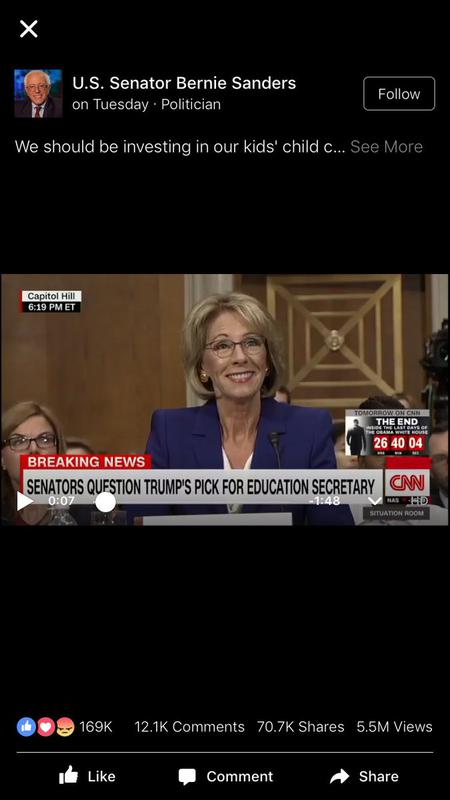 U.S. Senator Bernie Sanders
on Tuesday · Politician
Follow
We should be investing in our kids' child c... See More
Capitol Hill
6:19 PM ET
TOMORROW ON CNN
THE END
INSIDE THE LAST DAYS OF
THE OBAMA WHITE HOUSE
26 40 04
BREAKING NEWS
SENATORS QUESTION TRUMP'S PICK FOR EDUCATION SECRETARY
CNN
0:07
-1:48
NAS
HD
SITUATION ROOM
169K
12.1K Comments
70.7K Shares
5.5M Views
Like
Comment
Share